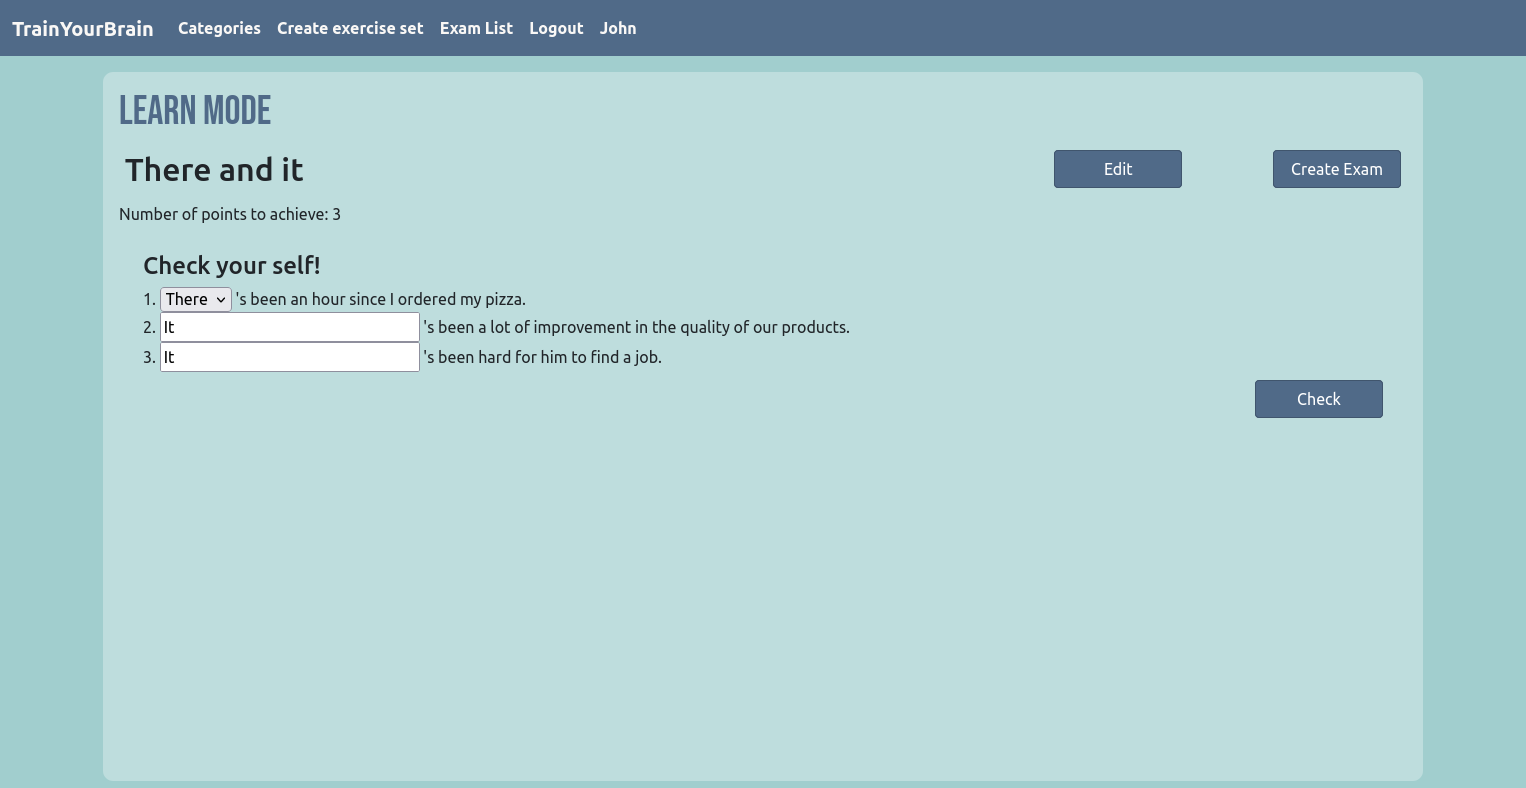 TrainYourBrain Categories Create exercise set Exam List Logout John
LEARN MODE
There and it Edit Create Exam
Number of points to achieve: 3
Check your self!
1. There 's been an hour since I ordered my pizza.
2. It 's been a lot of improvement in the quality of our products.
3. It 's been hard for him to find a job.
Check